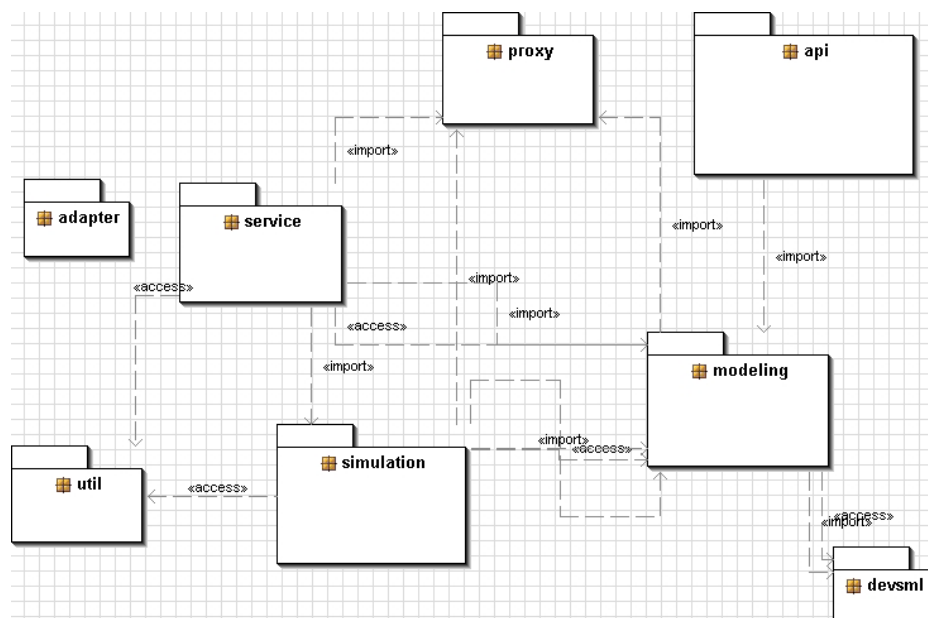 proxy
api
«import»
adapter
service
«import»
«import»
«access»
«import»
«import»
«access»
«import»
modeling
«import»
«access»
simulation
util
«access»
«access»
«import»
devsml